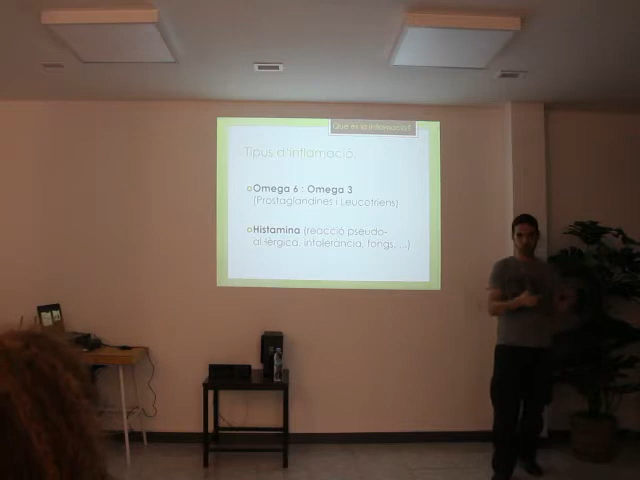 Què és la inflamació?
Tipus d'inflamació:
Omega 6 : Omega 3
(Prostaglandines i Leucotriens)
Histamina (reacció pseudo-
al·lèrgica, intolerància, fongs, ...)